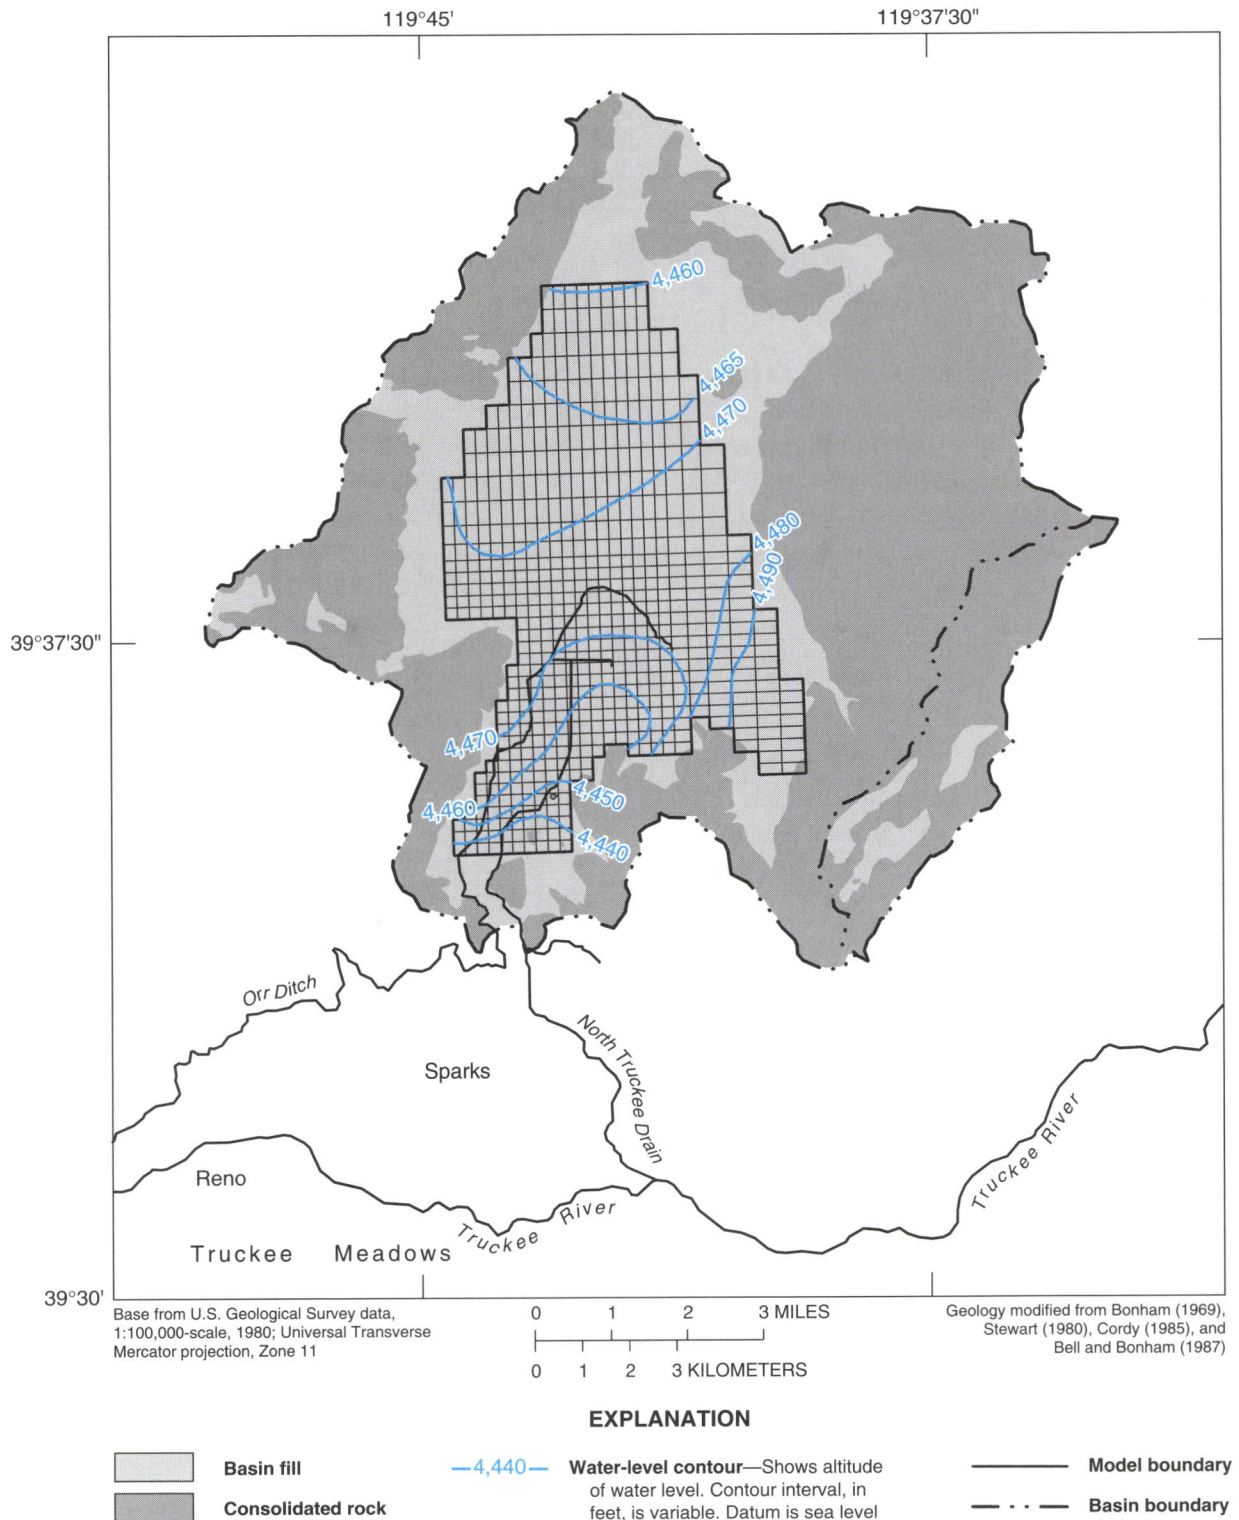 119°45'
119°37'30"
4,460
4,465
4,470
4,480
4,490
39°37'30"
4,470
4,460
4,450
4,440
Orr Ditch
North Truckee Drain
Sparks
Truckee River
Reno
Truckee River
Truckee Meadows
39°30'
Base from U.S. Geological Survey data,
1:100,000-scale, 1980; Universal Transverse
Mercator projection, Zone 11
0 1 2 3 MILES
0 1 2 3 KILOMETERS
Geology modified from Bonham (1969),
Stewart (1980), Cordy (1985), and
Bell and Bonham (1987)
EXPLANATION
Basin fill
Consolidated rock
4,440
Water-level contour—Shows altitude
of water level. Contour interval, in
feet, is variable. Datum is sea level
Model boundary
Basin boundary